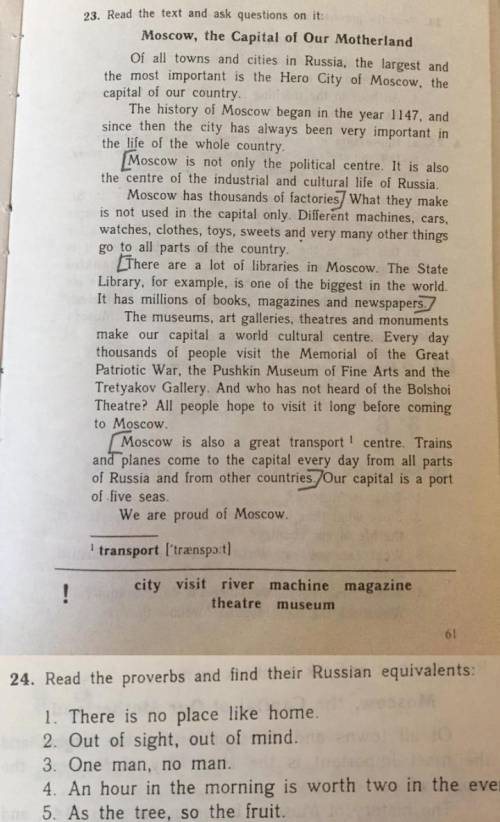 23. Read the text and ask questions on it:
Moscow, the Capital of Our Motherland
Of all towns and cities in Russia, the largest and
the most important is the Hero City of Moscow, the
capital of our country.
The history of Moscow began in the year 1147, and
since then the city has always been very important in
the life of the whole country.
Moscow is not only the political centre. It is also
the centre of the industrial and cultural life of Russia.
Moscow has thousands of factories. What they make
is not used in the capital only. Different machines, cars,
watches, clothes, toys, sweets and very many other things
go to all parts of the country.
There are a lot of libraries in Moscow. The State
Library, for example, is one of the biggest in the world.
It has millions of books, magazines and newspapers.
The museums, art galleries, theatres and monuments
make our capital a world cultural centre. Every day
thousands of people visit the Memorial of the Great
Patriotic War, the Pushkin Museum of Fine Arts and the
Tretyakov Gallery. And who has not heard of the Bolshoi
Theatre? All people hope to visit it long before coming
to Moscow.
Moscow is also a great transport ¹ centre. Trains
and planes come to the capital every day from all parts
of Russia and from other countries. Our capital is a port
of five seas.
We are proud of Moscow.
¹ transport ['trænspɔ:t]
! city visit river machine magazine
theatre museum
61
24. Read the proverbs and find their Russian equivalents:
1. There is no place like home.
2. Out of sight, out of mind.
3. One man, no man.
4. An hour in the morning is worth two in the eve
5. As the tree, so the fruit.